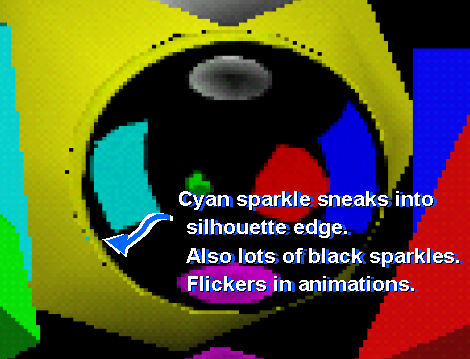 Cyan sparkle sneaks into
silhouette edge.
Also lots of black sparkles.
Flickers in animations.